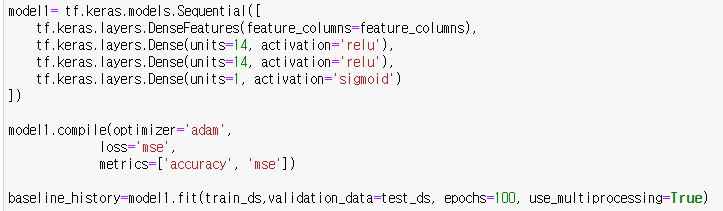 model1= tf.keras.models.Sequential([
    tf.keras.layers.DenseFeatures(feature_columns=feature_columns),
    tf.keras.layers.Dense(units=14, activation='relu'),
    tf.keras.layers.Dense(units=14, activation='relu'),
    tf.keras.layers.Dense(units=1, activation='sigmoid')
])
model1.compile(optimizer='adam',
              loss='mse',
              metrics=['accuracy', 'mse'])
baseline_history=model1.fit(train_ds,validation_data=test_ds, epochs=100, use_multiprocessing=True)